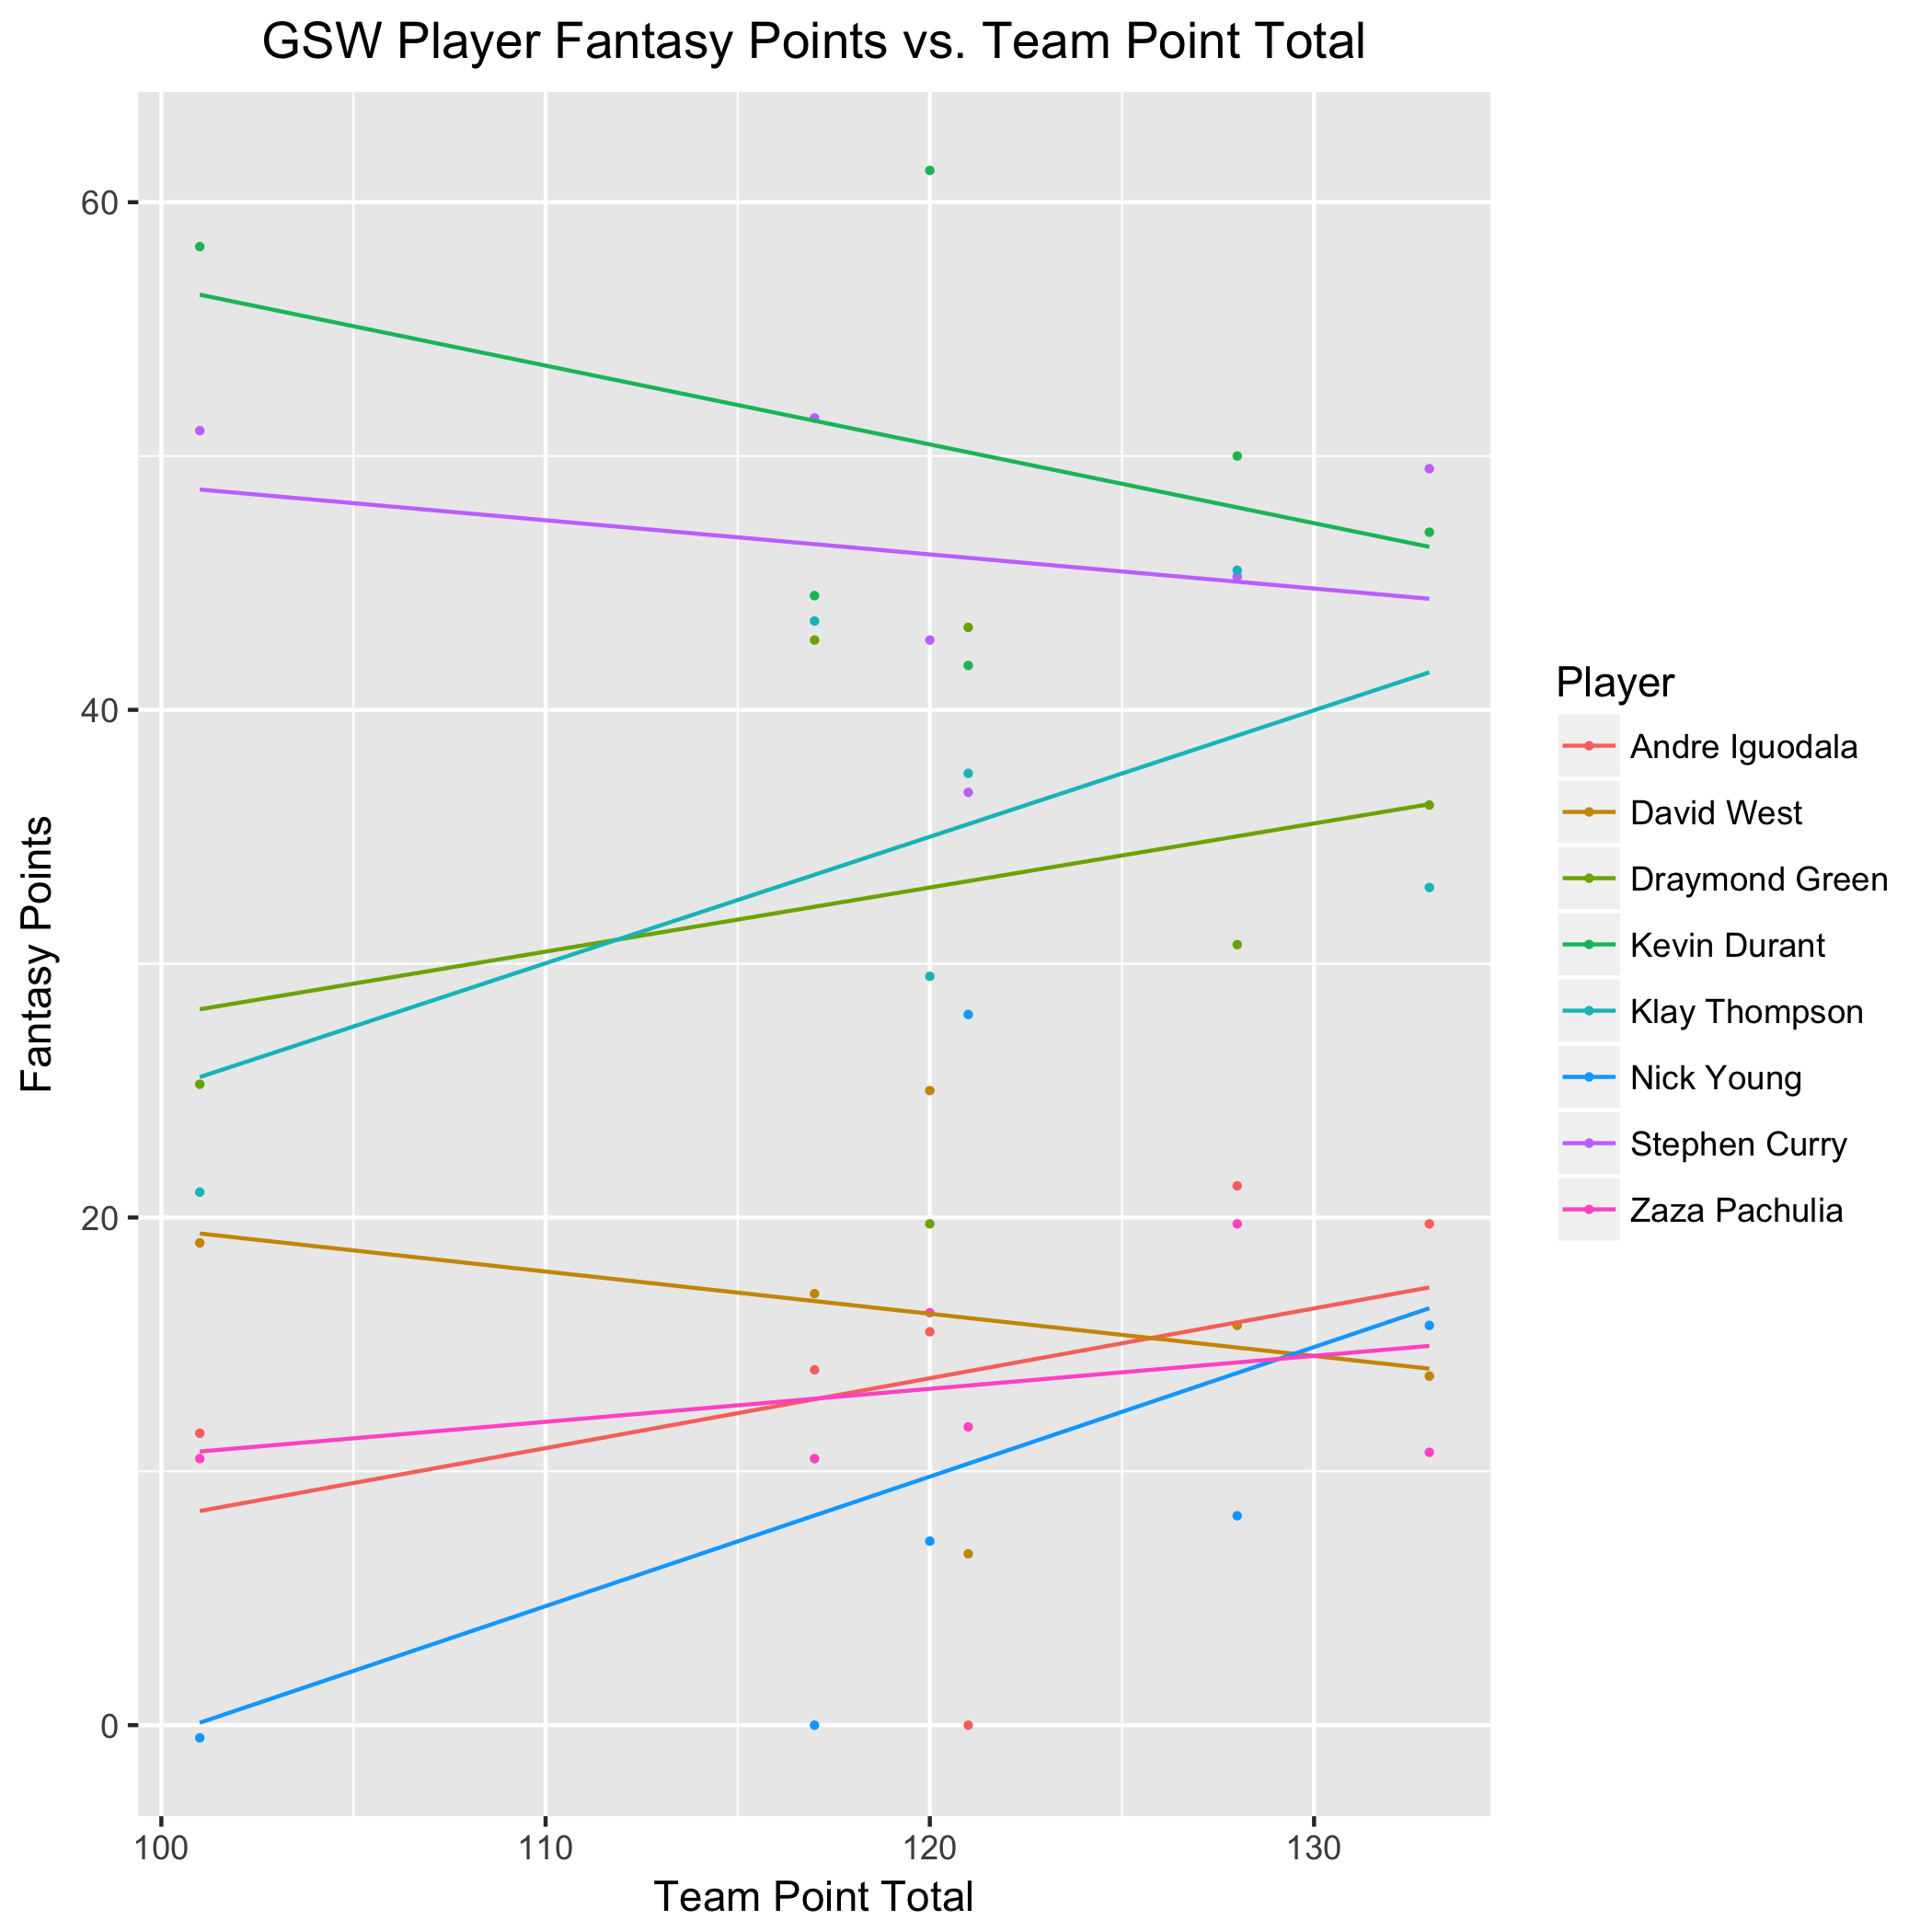 GSW Player Fantasy Points vs. Team Point Total
60
40
20
0
Fantasy Points
100 110 120 130
Team Point Total
Player
Andre Iguodala
David West
Draymond Green
Kevin Durant
Klay Thompson
Nick Young
Stephen Curry
Zaza Pachulia